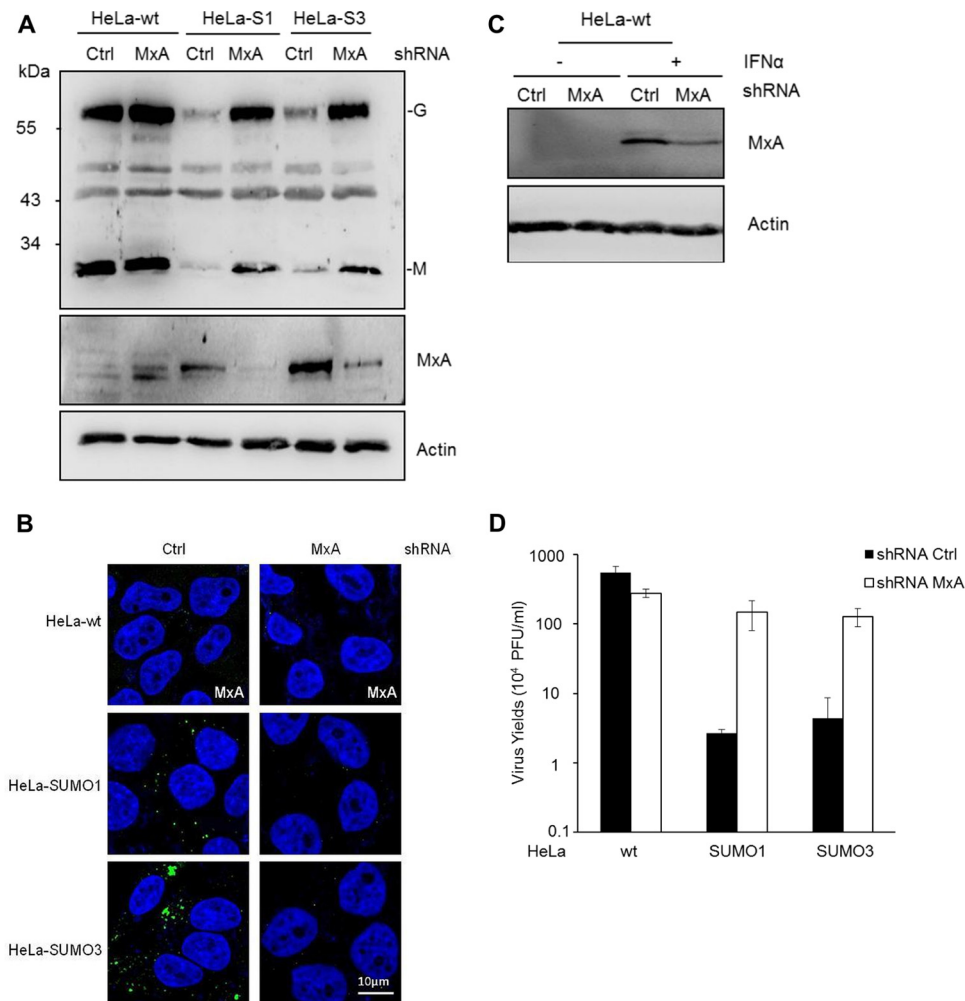 A
HeLa-wt HeLa-S1 HeLa-S3
Ctrl MxA Ctrl MxA Ctrl MxA shRNA
kDa
-G
55
43
34
-M
MxA
Actin
C
HeLa-wt
- + IFNα
Ctrl MxA Ctrl MxA shRNA
MxA
Actin
B
Ctrl MxA shRNA
HeLa-wt
MxA MxA
HeLa-SUMO1
HeLa-SUMO3
10μm
D
Virus Yields (10⁴ PFU/ml)
1000
100
10
1
0.1
shRNA Ctrl
shRNA MxA
HeLa wt SUMO1 SUMO3